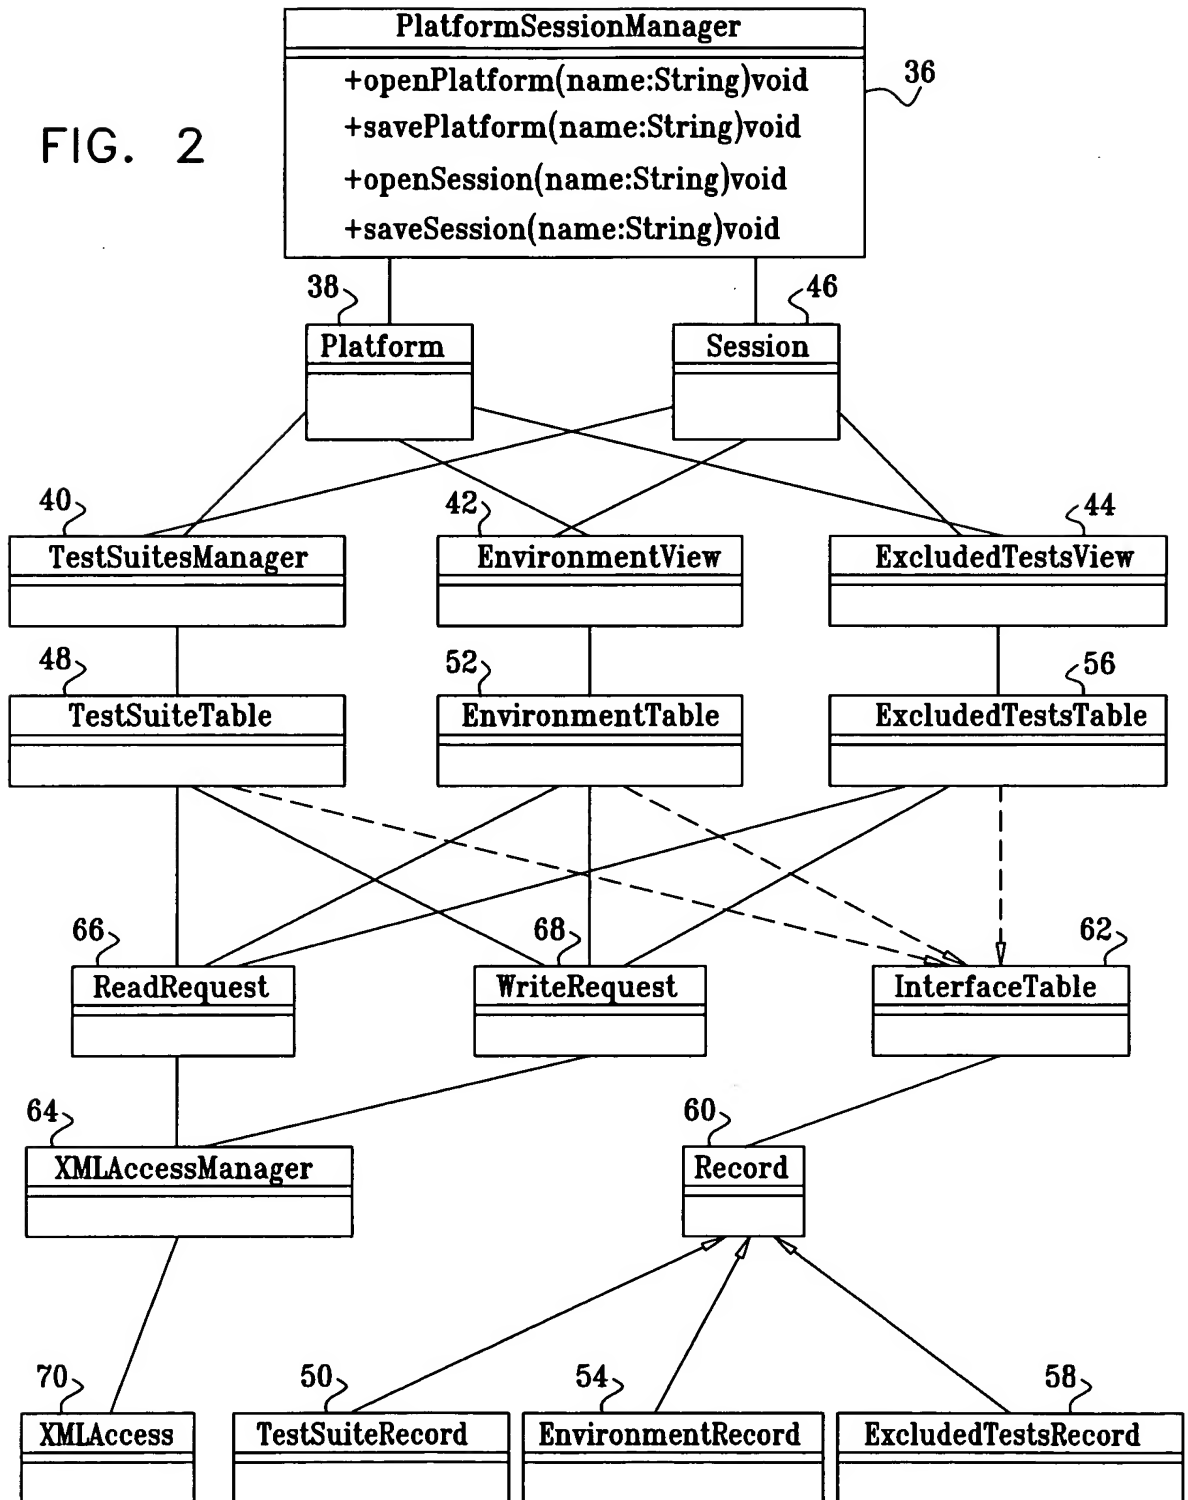 PlatformSessionManager
+openPlatform(name:String)void
36
FIG. 2
+savePlatform(name:String)void
+openSession(name:String)void
+saveSession(name:String)void
38
46
Platform
Session
40
42
44
TestSuitesManager
EnvironmentView
ExcludedTestsView
48
52
56
TestSuiteTable
EnvironmentTable
ExcludedTestsTable
66
68
62
ReadRequest
WriteRequest
InterfaceTable
64
60
XMLAccessManager
Record
70
50
54
58
XMLAccess
TestSuiteRecord
EnvironmentRecord
ExcludedTestsRecord